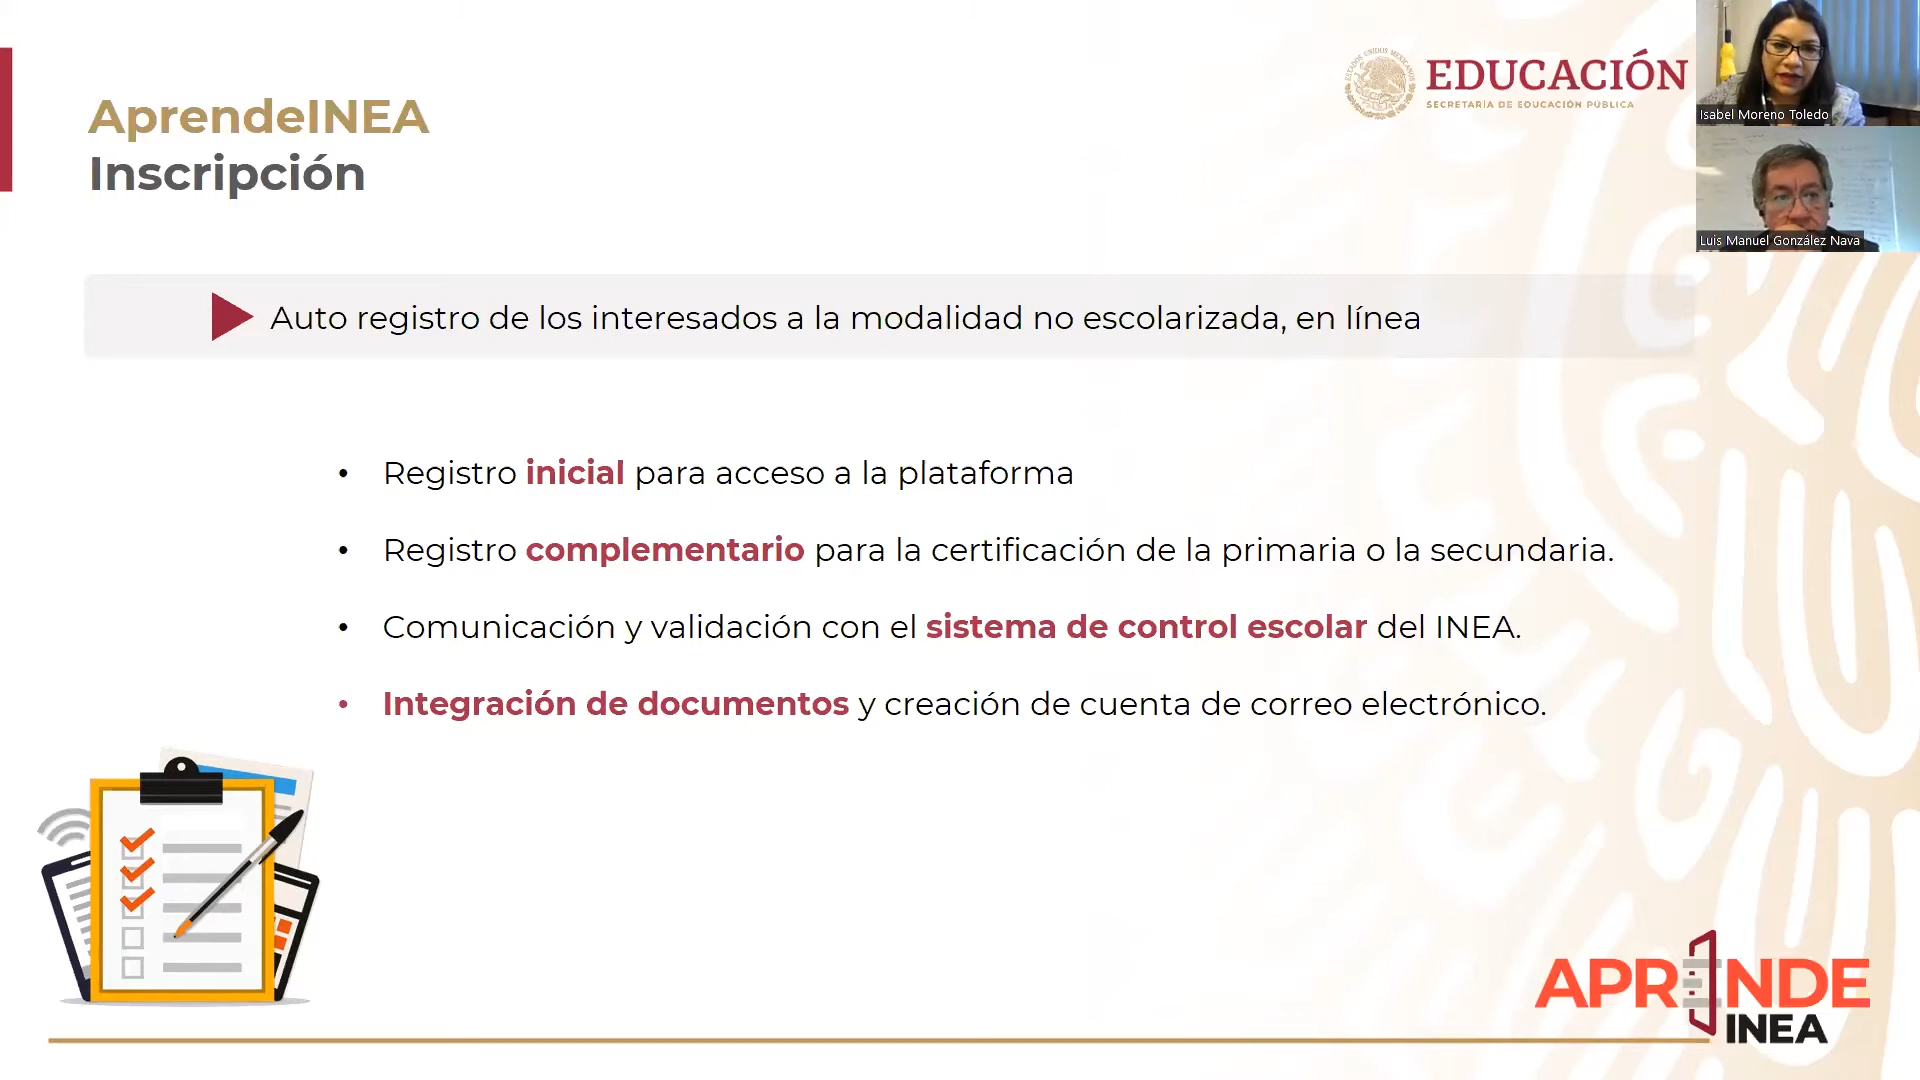 AprendeINEA
Inscripción
ESTADOS UNIDOS MEXICANOS
EDUCACIÓN
SECRETARÍA DE EDUCACIÓN PÚBLICA
Isabel Moreno Toledo
Luis Manuel González Nava
Auto registro de los interesados a la modalidad no escolarizada, en línea
• Registro inicial para acceso a la plataforma
• Registro complementario para la certificación de la primaria o la secundaria.
• Comunicación y validación con el sistema de control escolar del INEA.
• Integración de documentos y creación de cuenta de correo electrónico.
APRENDE
INEA